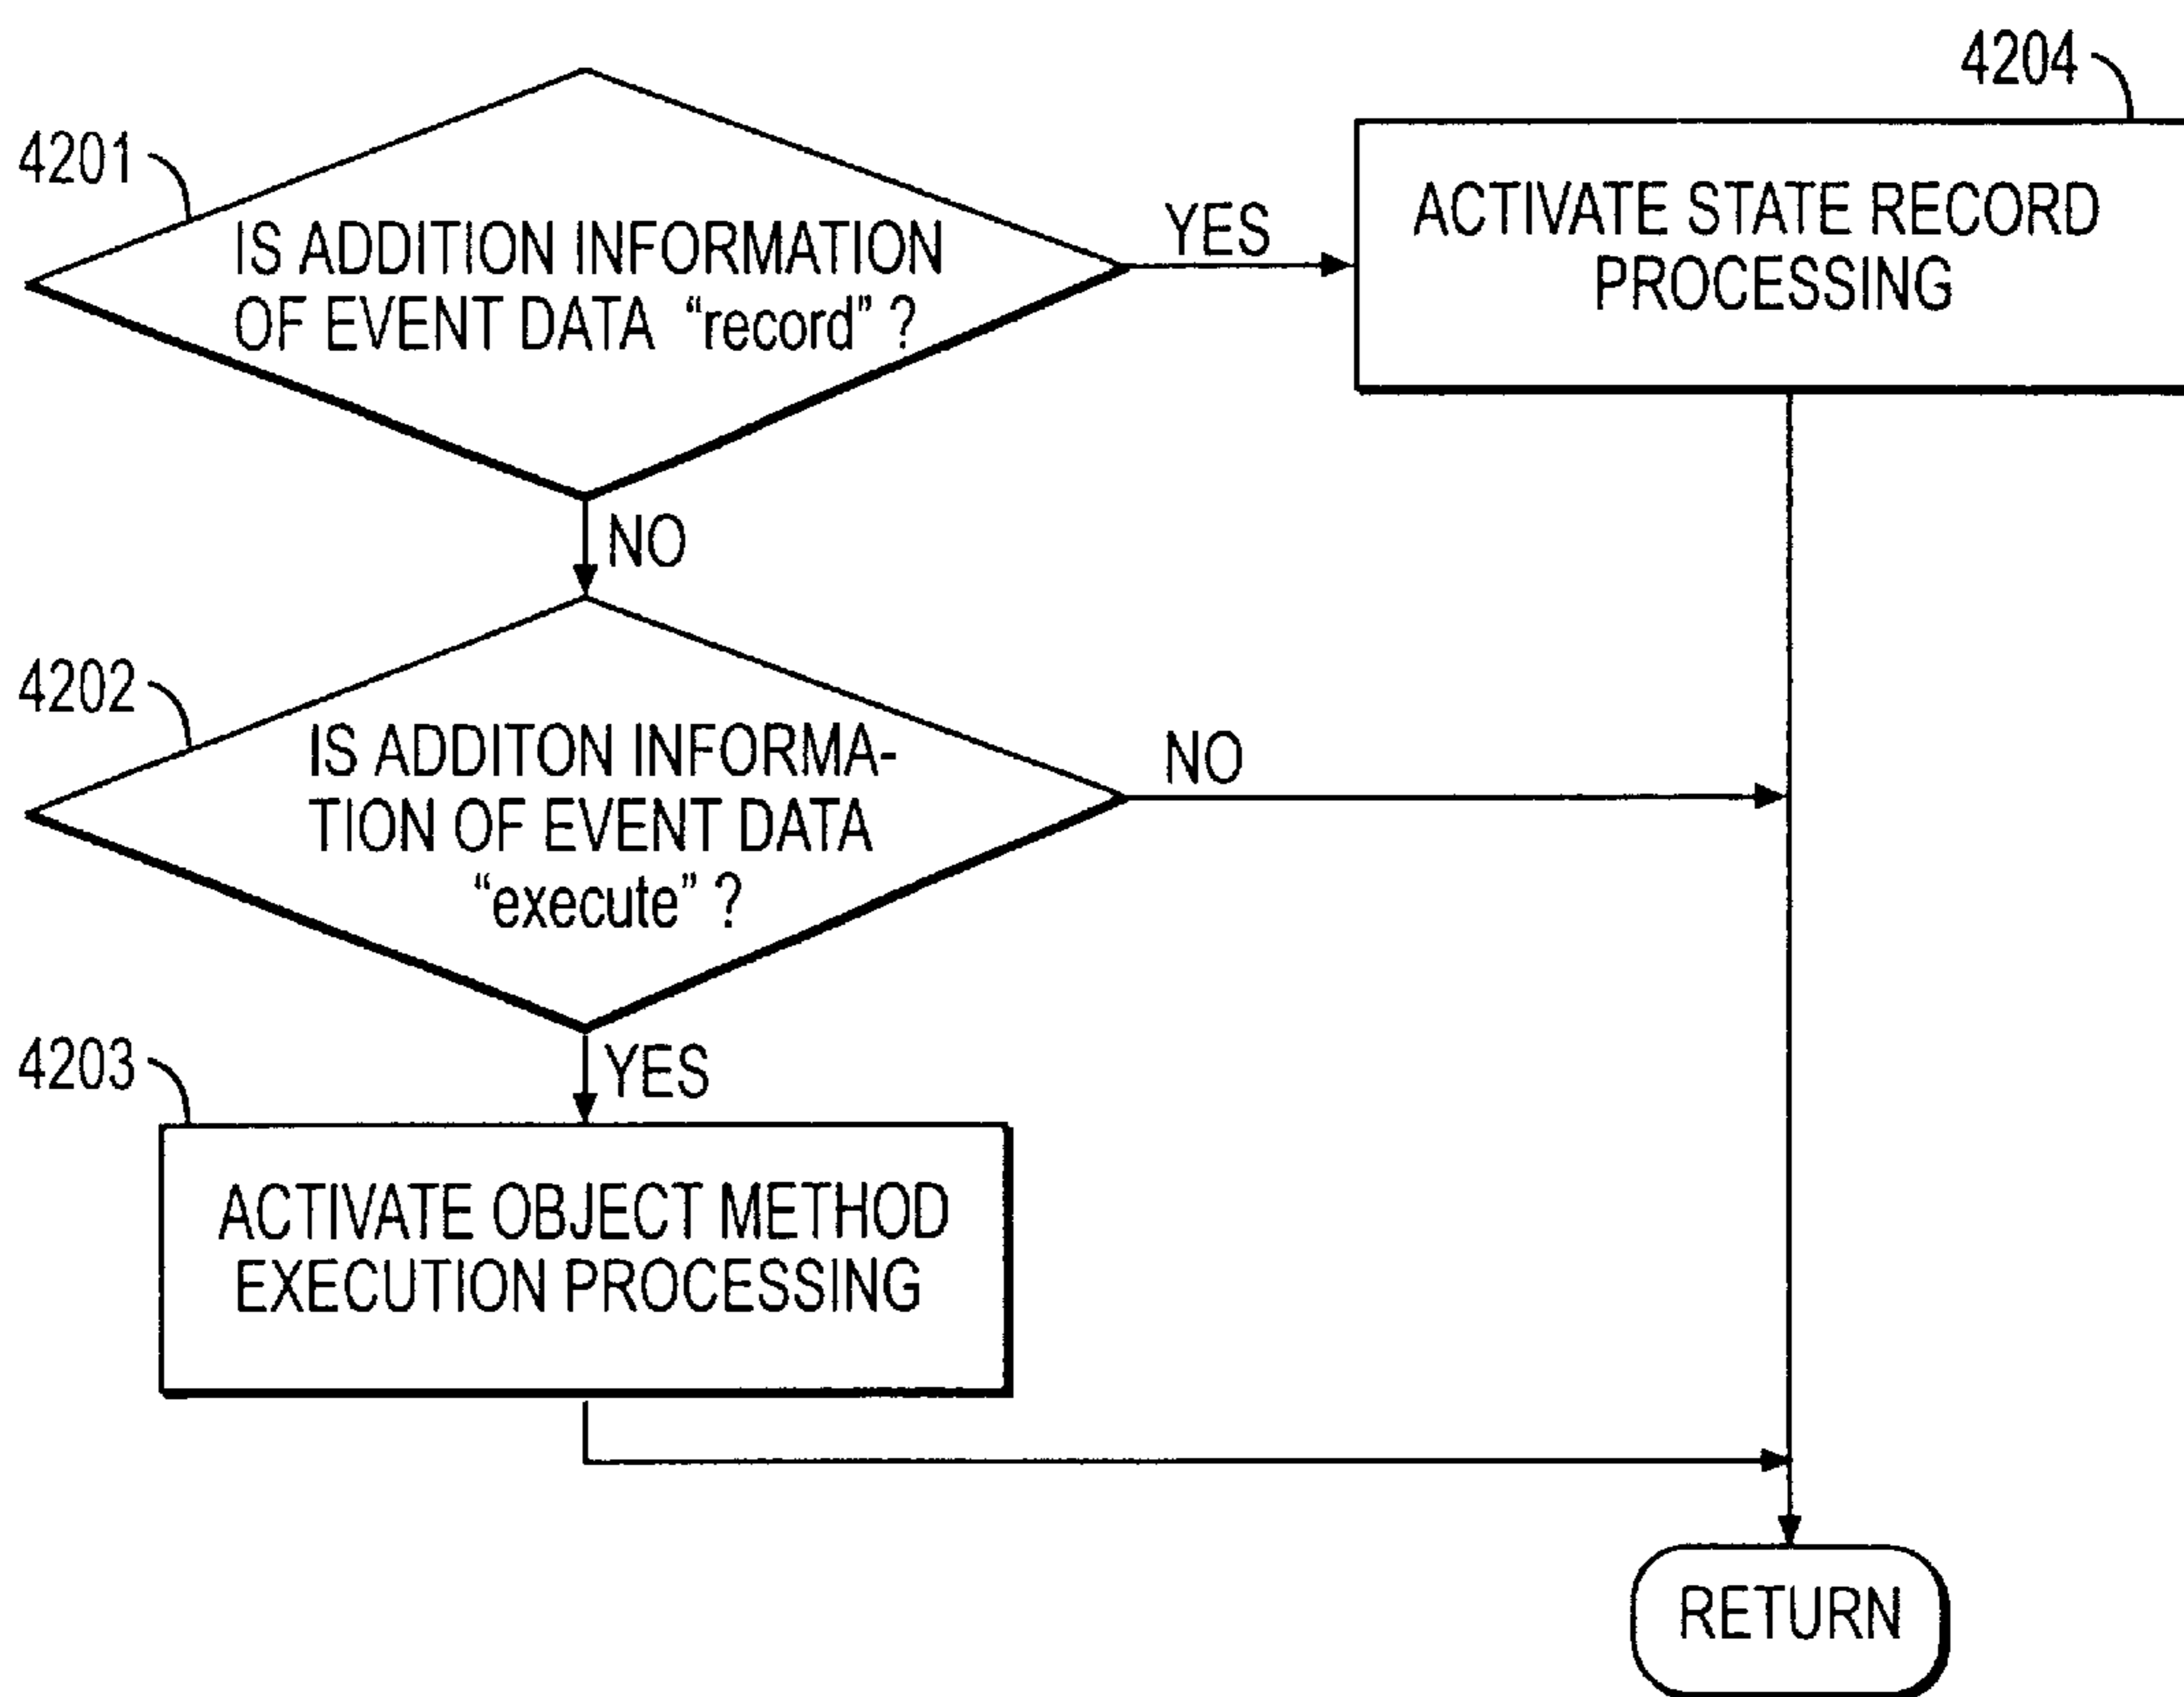 4204
4201
IS ADDITION INFORMATION
OF EVENT DATA "record" ?
YES
ACTIVATE STATE RECORD
PROCESSING
NO
4202
IS ADDITON INFORMA-
TION OF EVENT DATA
"execute" ?
NO
4203
YES
ACTIVATE OBJECT METHOD
EXECUTION PROCESSING
RETURN